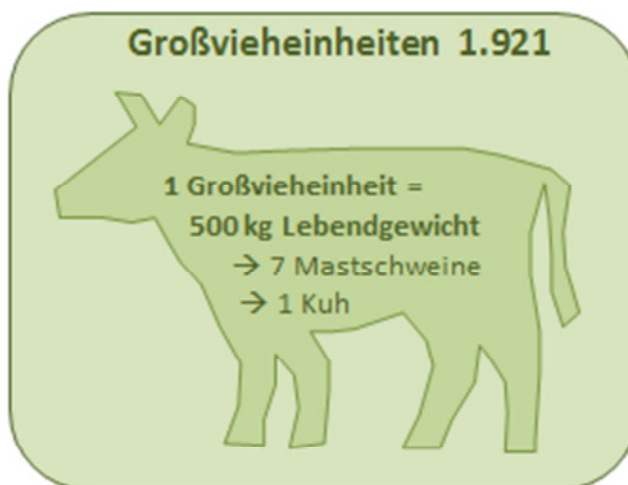 Großvieheinheiten 1.921
1 Großvieheinheit =
500 kg Lebendgewicht
→ 7 Mastschweine
→ 1 Kuh